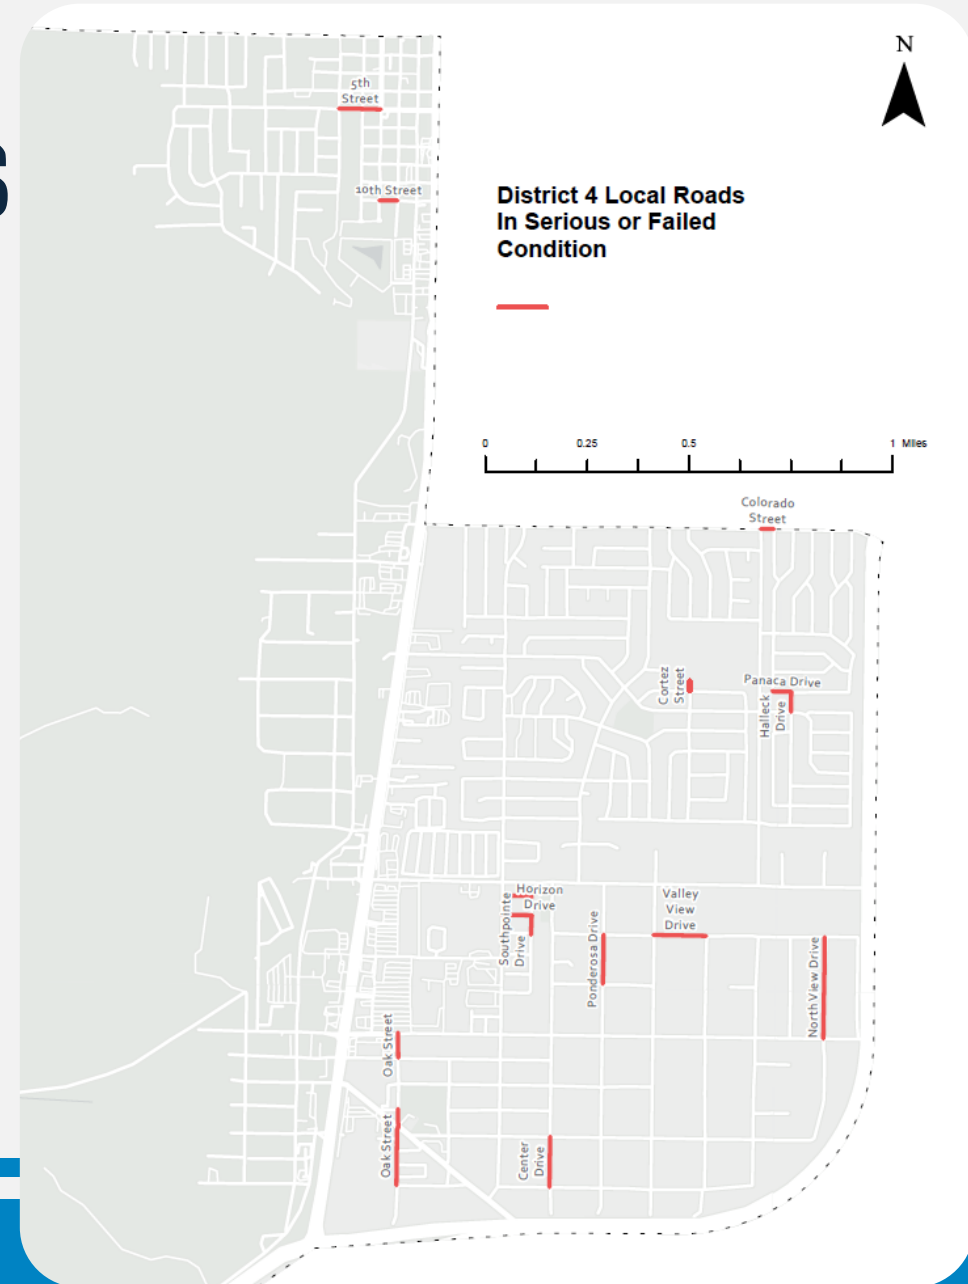 S
N
5th
Street
10th Street
District 4 Local Roads
In Serious or Failed
Condition
0 0.25 0.5 1 Miles
Colorado
Street
Cortez
Street
Panaca Drive
Halleck
Drive
Horizon
Drive
Southpointe
Drive
Valley
View
Drive
Ponderosa Drive
North View Drive
Oak Street
Oak Street
Center
Drive